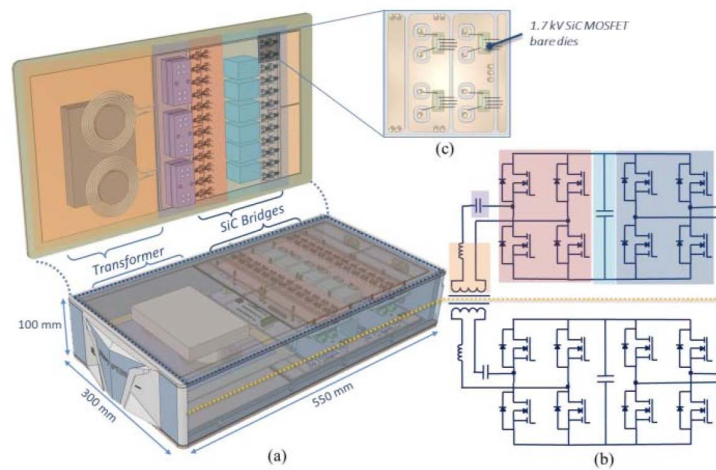 1.7 kV SiC MOSFET
bare dies
(c)
SiC Bridges
Transformer
100 mm
300 mm
550 mm
(a)
(b)